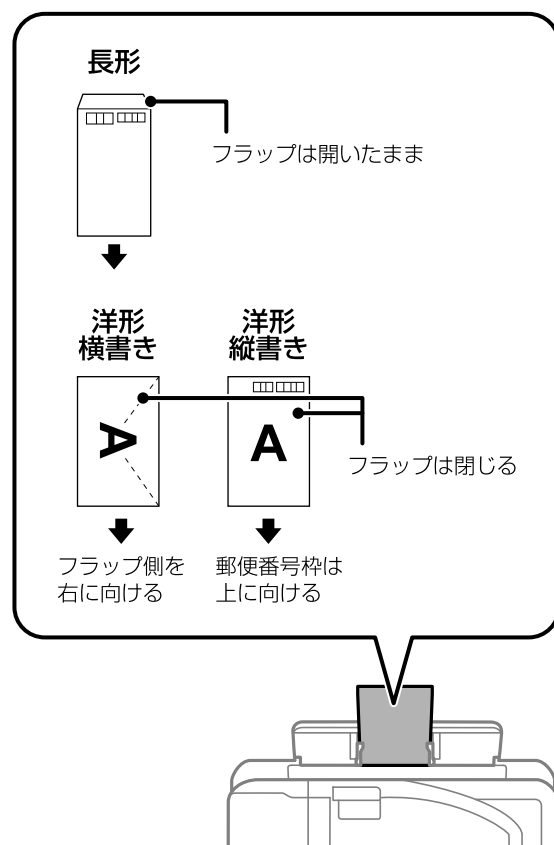 長形
フラップは開いたまま
洋形
横書き
洋形
縦書き
A
A
フラップは閉じる
フラップ側を
右に向ける
郵便番号枠は
上に向ける